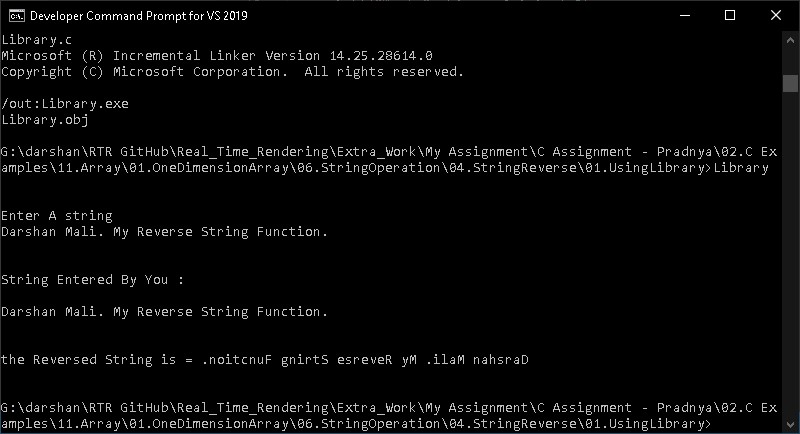 Developer Command Prompt for VS 2019
Library.c
Microsoft (R) Incremental Linker Version 14.25.28614.0
Copyright (C) Microsoft Corporation.  All rights reserved.
/out:Library.exe
Library.obj
G:\darshan\RTR GitHub\Real_Time_Rendering\Extra_Work\My Assignment\C Assignment - Pradnya\02.C Ex
amples\11.Array\01.OneDimensionArray\06.StringOperation\04.StringReverse\01.UsingLibrary>Library
Enter A string
Darshan Mali. My Reverse String Function.
String Entered By You :
Darshan Mali. My Reverse String Function.
the Reversed String is = .noitcnuF gnirtS esreveR yM .ilaM nahsraD
G:\darshan\RTR GitHub\Real_Time_Rendering\Extra_Work\My Assignment\C Assignment - Pradnya\02.C Ex
amples\11.Array\01.OneDimensionArray\06.StringOperation\04.StringReverse\01.UsingLibrary>